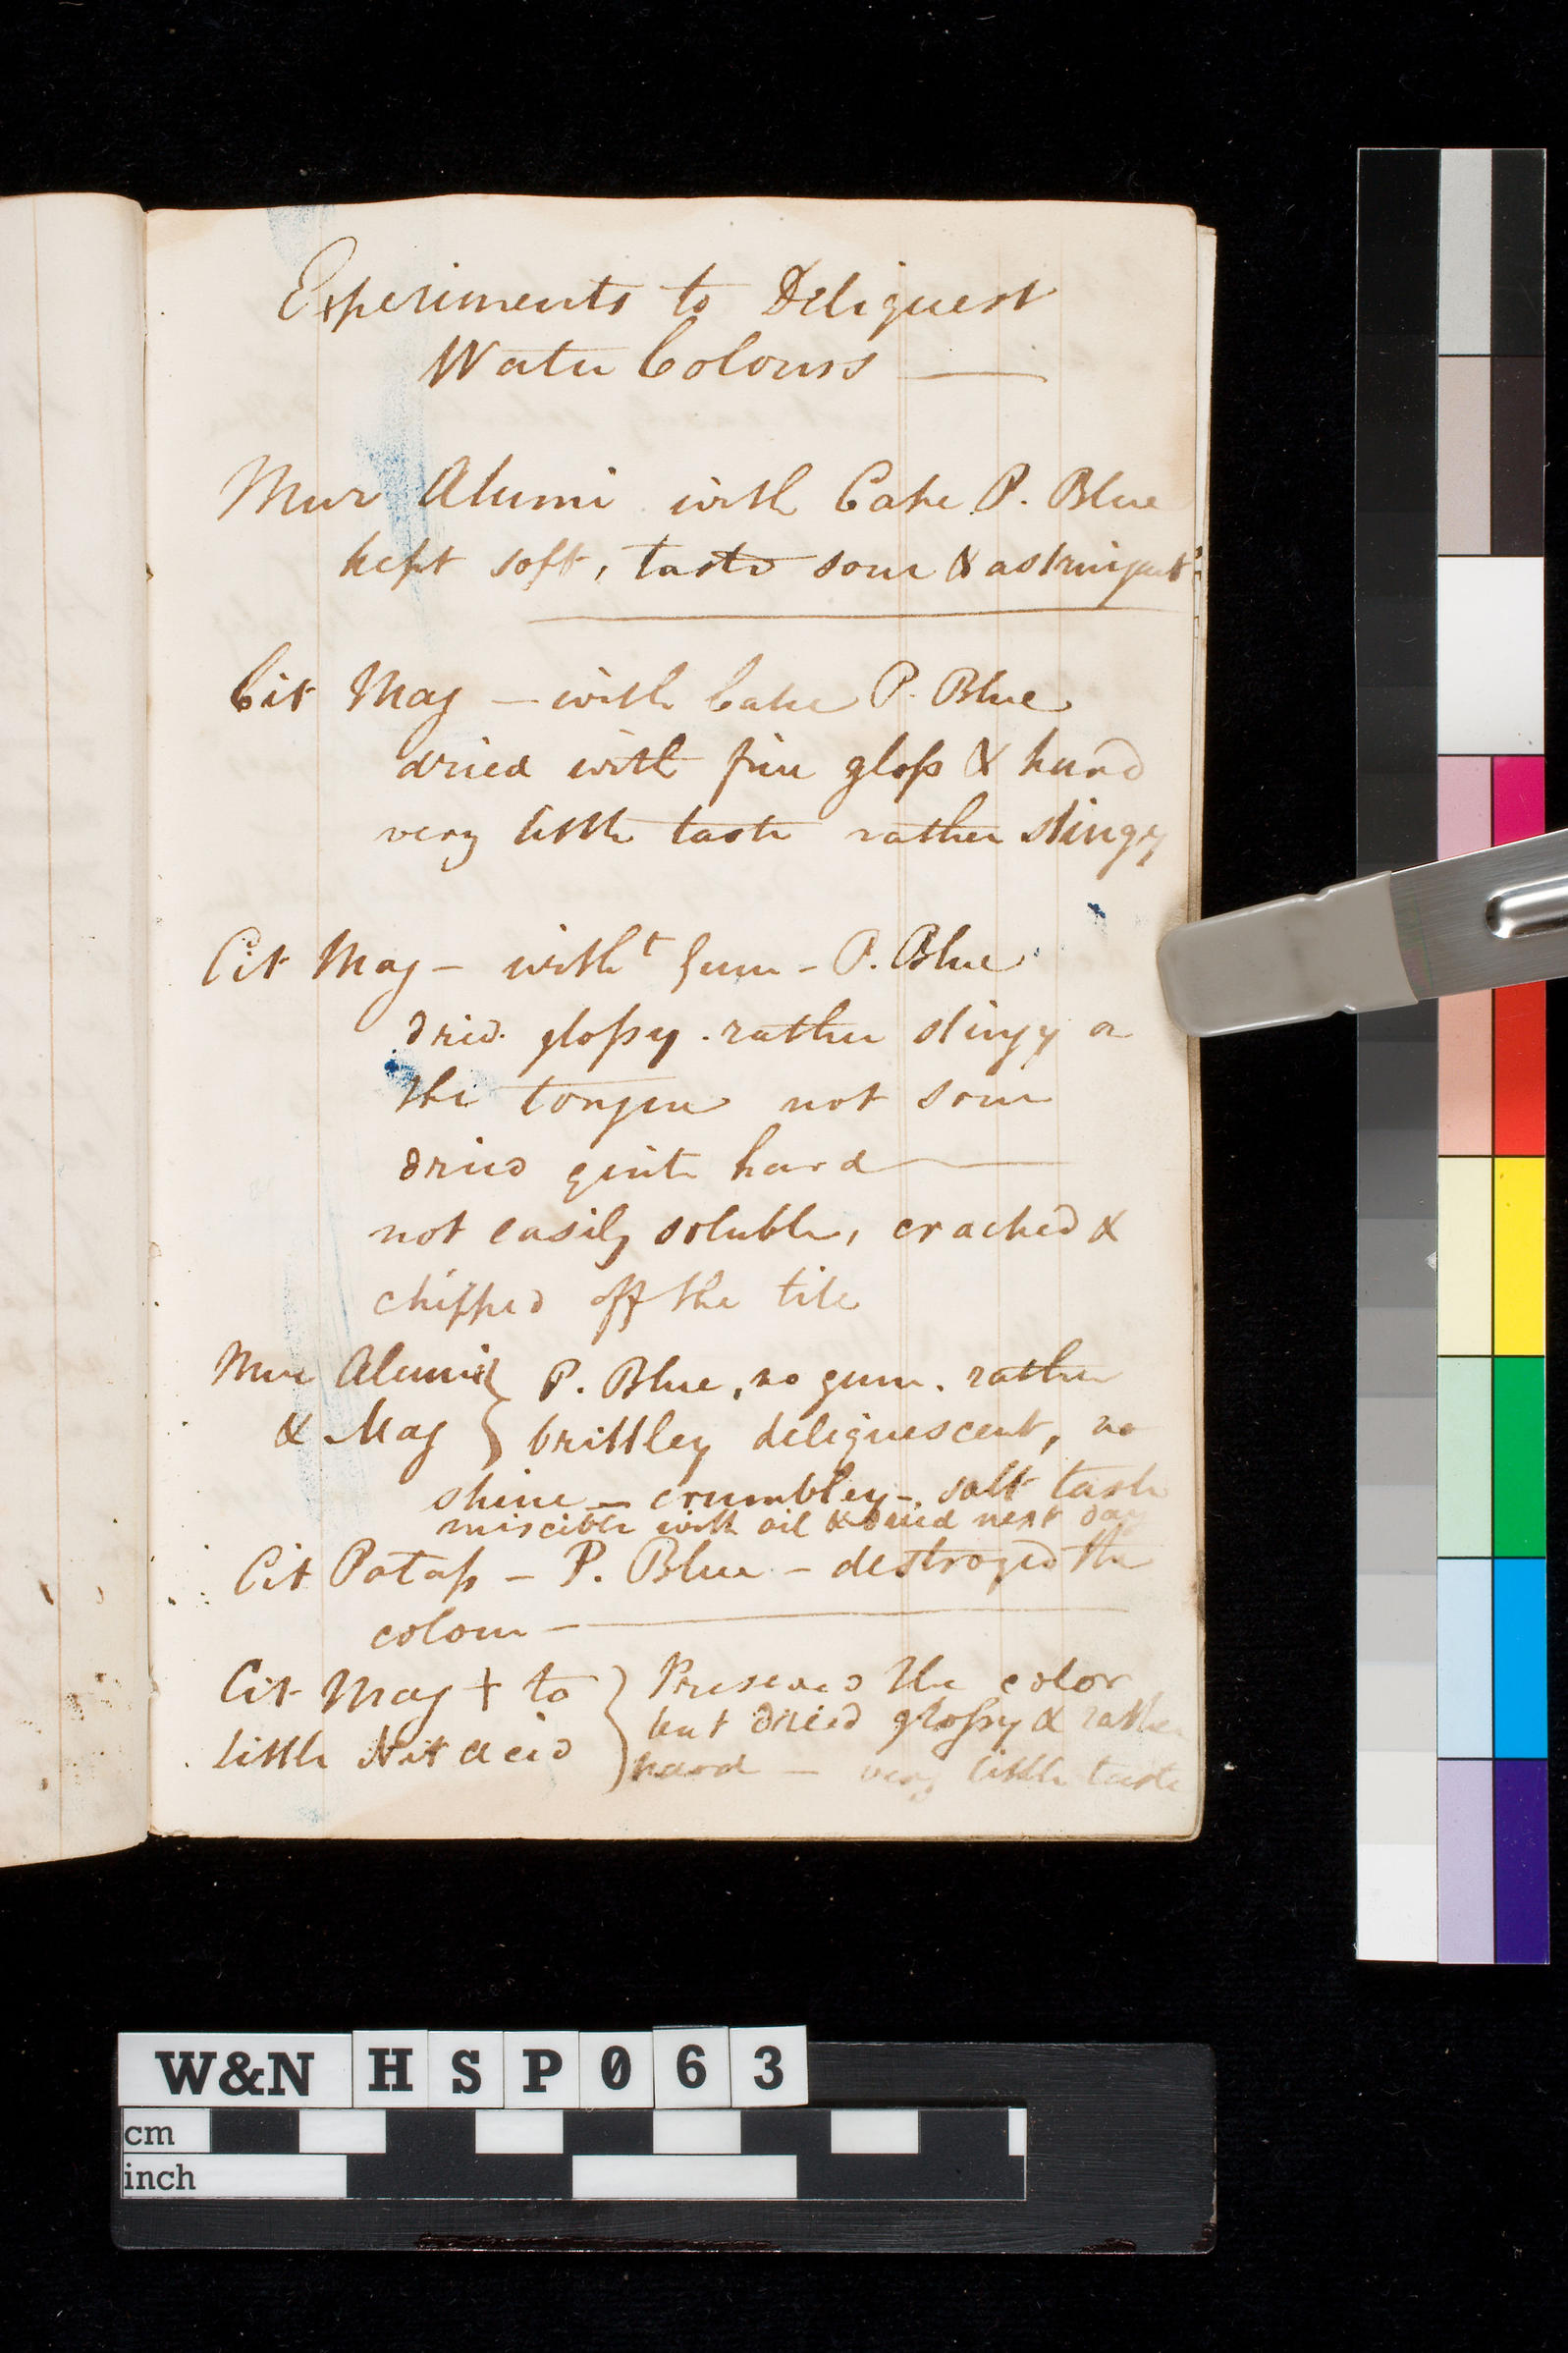 Experiments to Deliquest
Water Colours —
Mur Alumi with Cake P. Blue
kept soft, taste sour & astringent
Cit Mag — with Cake P. Blue
dried with fine gloss & hard
very little taste rather stingy
Cit Mag — witht Gum - P. Blue
dried. glossy. rather stingy on
the tongue not sour
dried quite hard —
not easily soluble, cracked &
chipped off the tile
Mur Alumi } P. Blue, no gum. rather
& Mag } brittley deliquescent, no
shine — crumbley -. salt taste
miscible with oil & dried next day
Cit Potass — P. Blue — destroyed the
colour —
Cit Mag + to } Preserved the color
little Nit acid } but dried glossy & rather
hard — very little taste
W&N HSP063
cm
inch